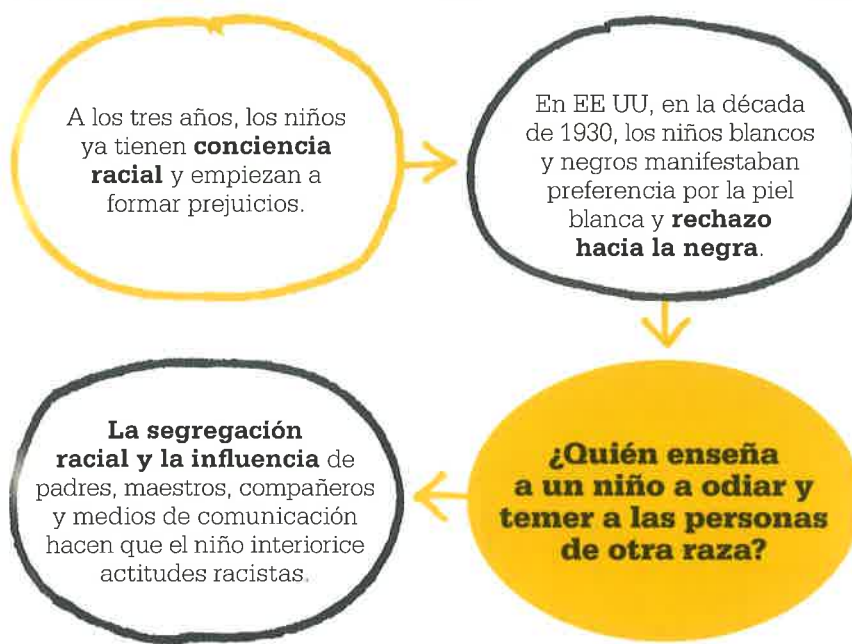 A los tres años, los niños
ya tienen conciencia
racial y empiezan a
formar prejuicios.
En EE UU, en la década
de 1930, los niños blancos
y negros manifestaban
preferencia por la piel
blanca y rechazo
hacia la negra.
¿Quién enseña
a un niño a odiar y
temer a las personas
de otra raza?
La segregación
racial y la influencia de
padres, maestros, compañeros
y medios de comunicación
hacen que el niño interiorice
actitudes racistas.